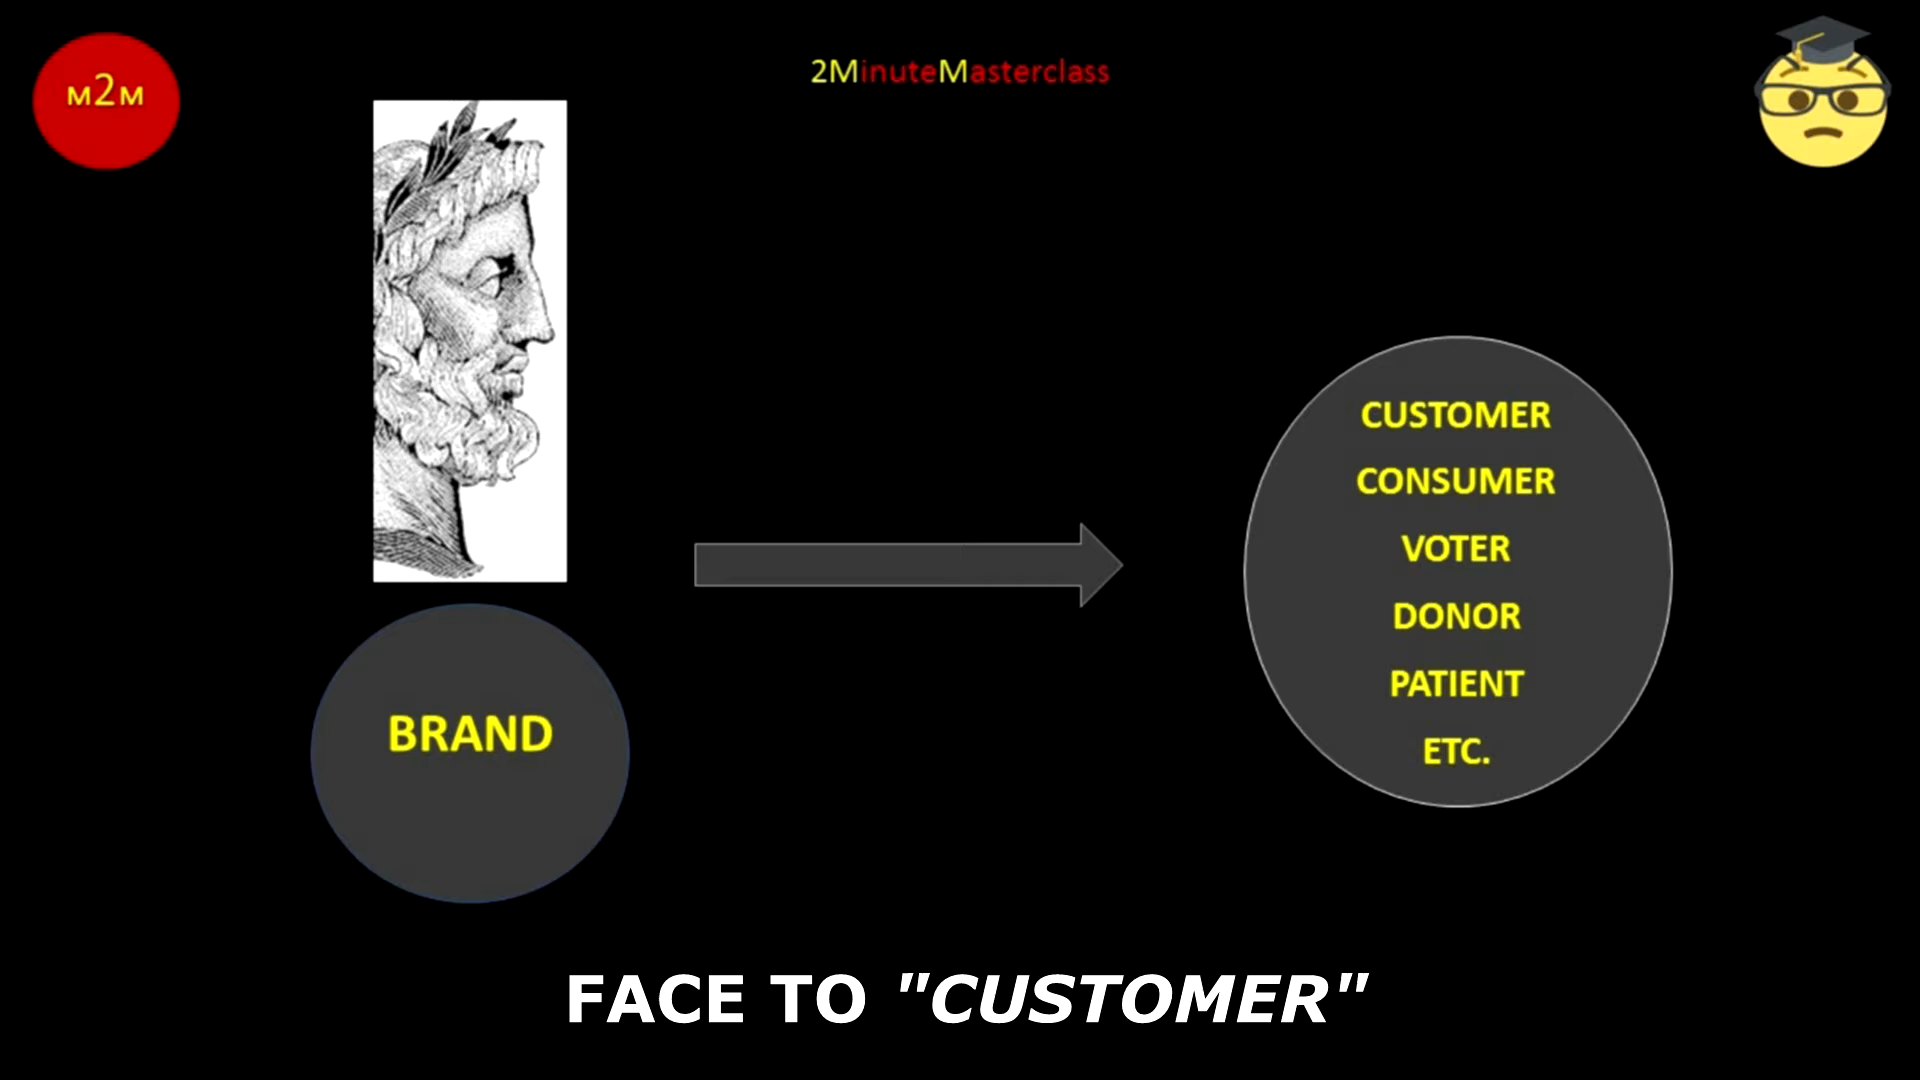 M2M
2MinuteMasterclass
BRAND
CUSTOMER
CONSUMER
VOTER
DONOR
PATIENT
ETC.
FACE TO "CUSTOMER"